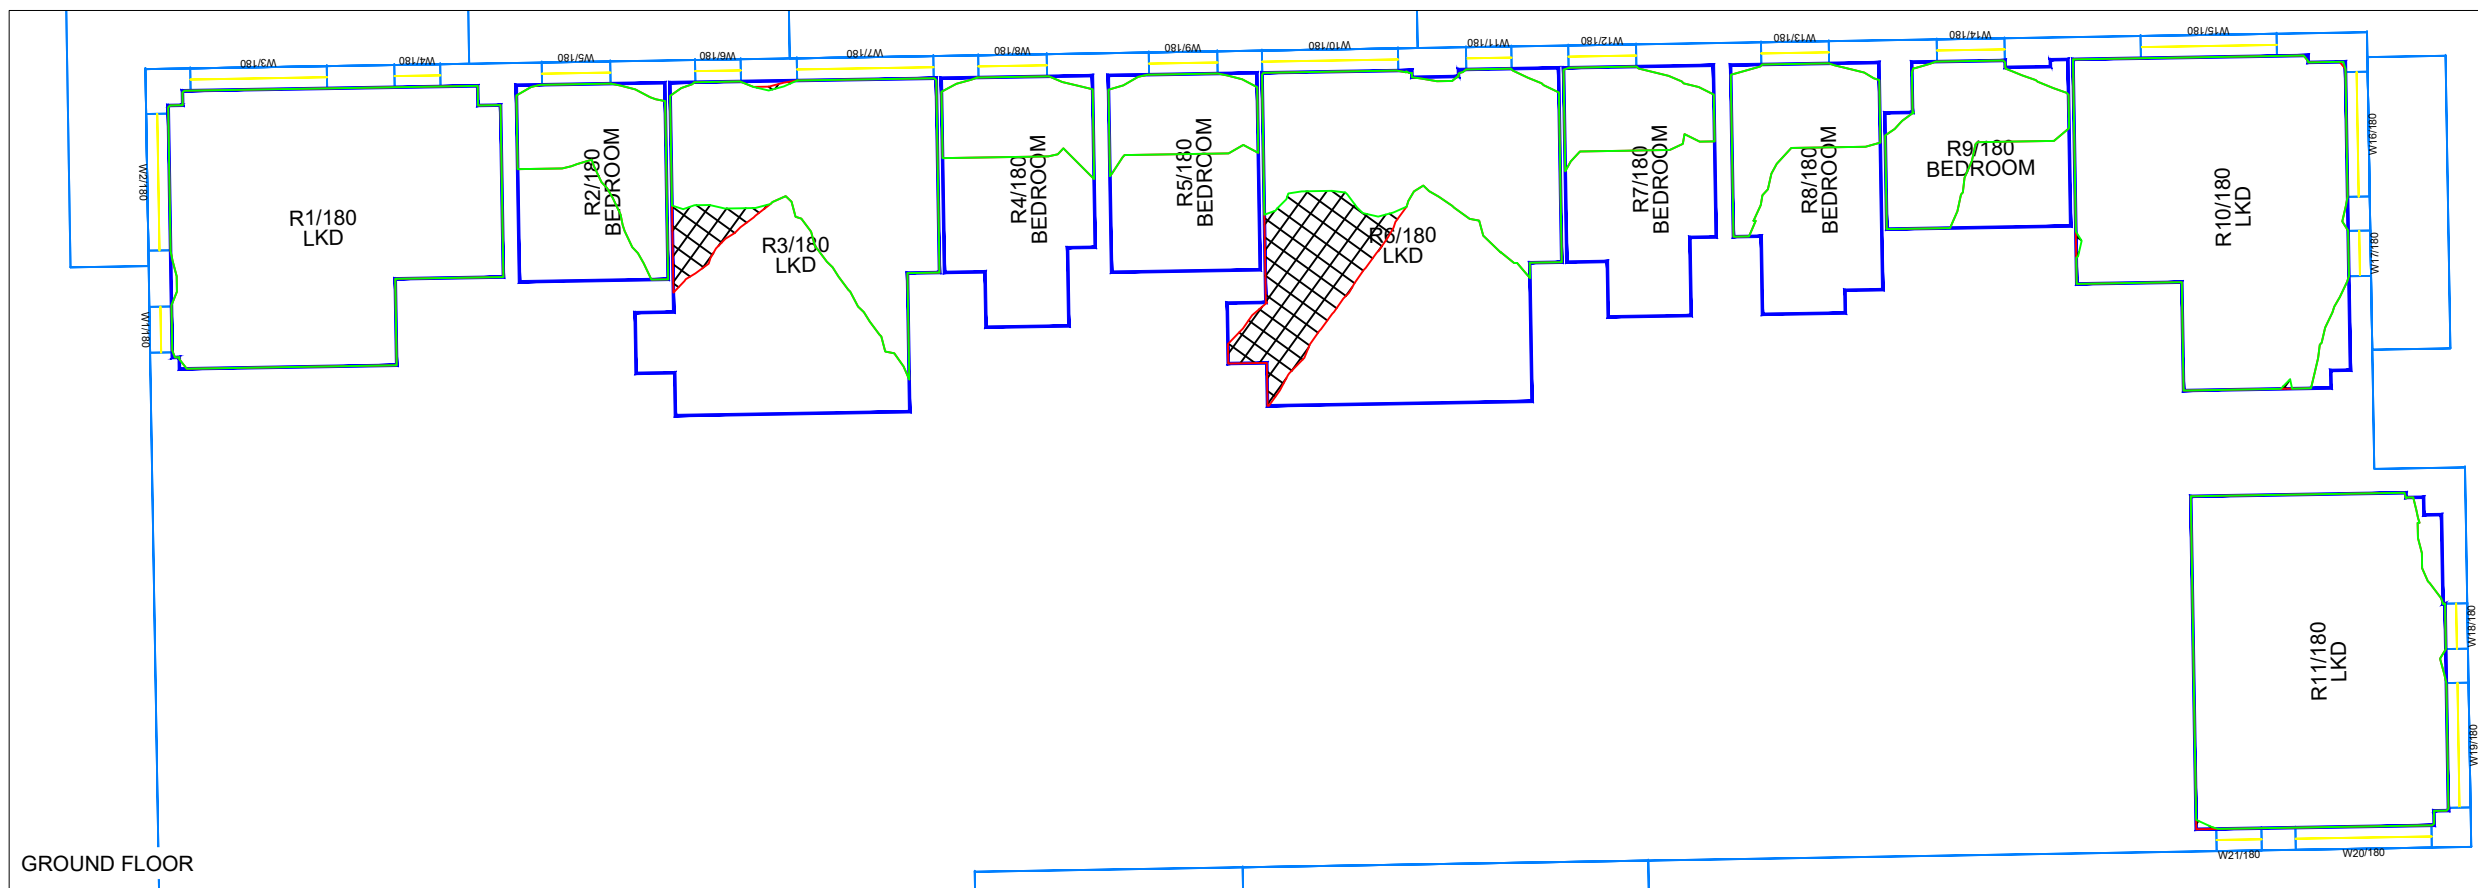 W3/180
W4/180
W5/180
W6/180
W7/180
W8/180
W9/180
W10/180
W11/180
W12/180
W13/180
W14/180
W15/180
W2/180
W1/180
R1/180
LKD
R2/180
BEDROOM
R3/180
LKD
R4/180
BEDROOM
R5/180
BEDROOM
R6/180
LKD
R7/180
BEDROOM
R8/180
BEDROOM
R9/180
BEDROOM
R10/180
LKD
W16/180
W17/180
R11/180
LKD
W18/180
W19/180
W21/180
W20/180
GROUND FLOOR